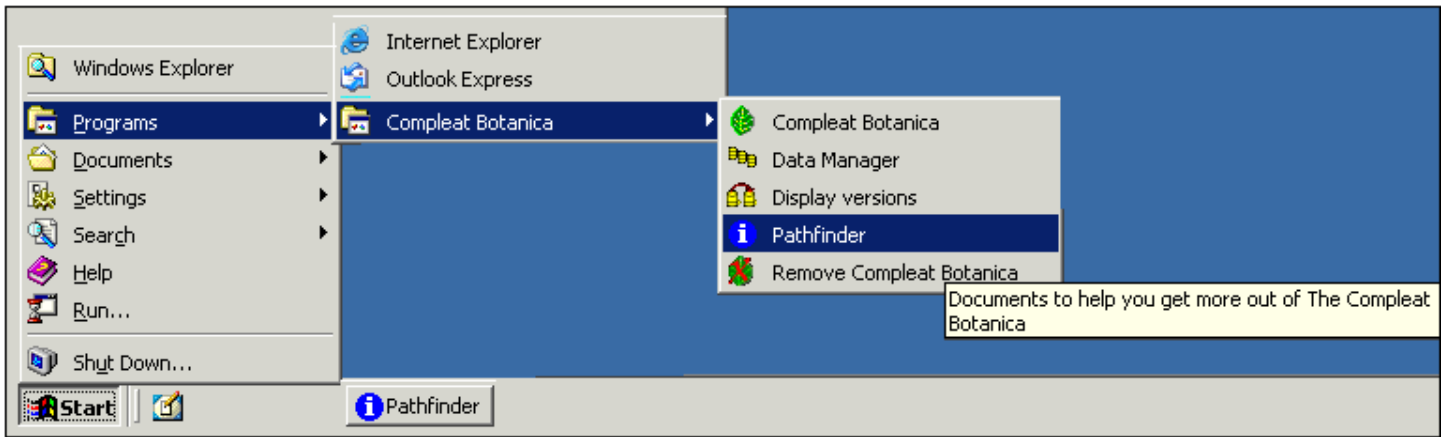 Windows Explorer
Programs
Documents
Settings
Search
Help
Run...
Shut Down...
Internet Explorer
Outlook Express
Compleat Botanica
Compleat Botanica
Data Manager
Display versions
Pathfinder
Remove Compleat Botanica
Documents to help you get more out of The Compleat
Botanica
Start
Pathfinder